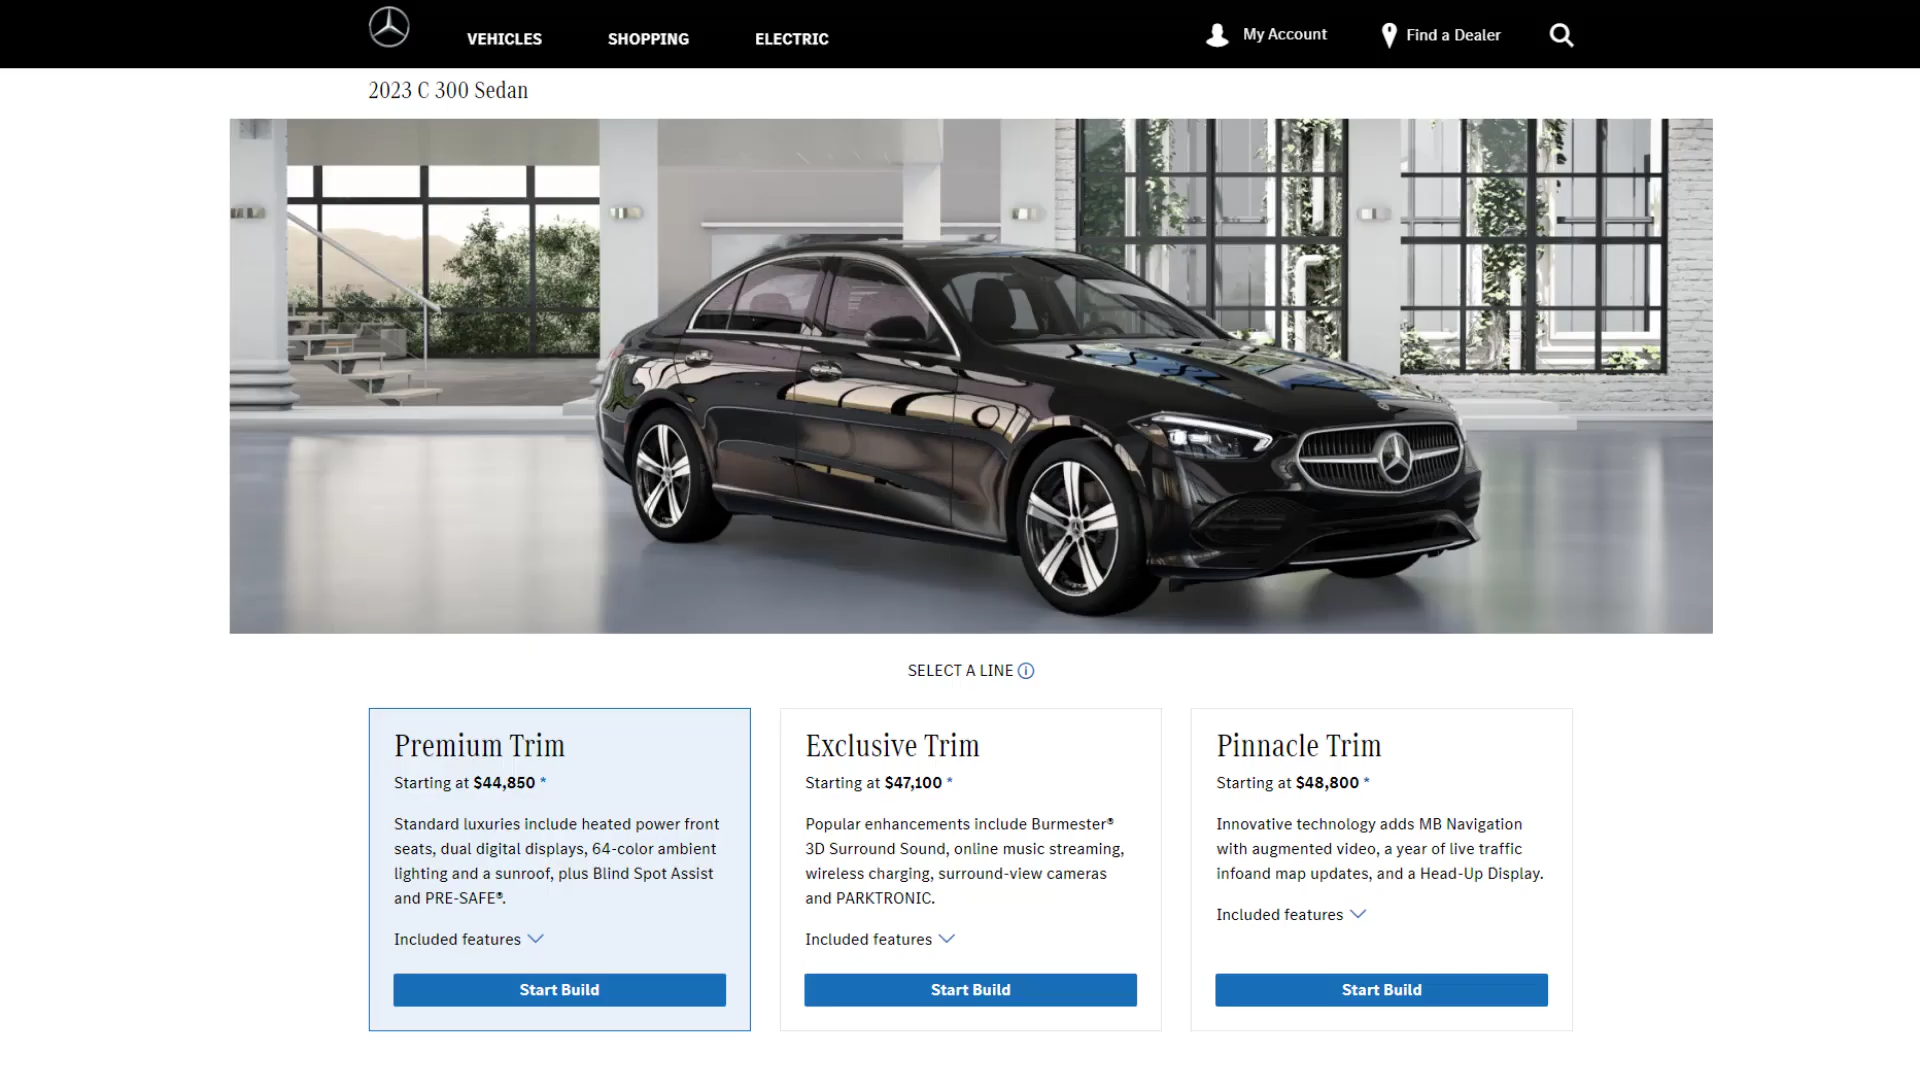 VEHICLES
SHOPPING
ELECTRIC
My Account
Find a Dealer
2023 C 300 Sedan
SELECT A LINE
Premium Trim
Starting at $44,850 *
Standard luxuries include heated power front
seats, dual digital displays, 64-color ambient
lighting and a sunroof, plus Blind Spot Assist
and PRE-SAFE®.
Included features
Start Build
Exclusive Trim
Starting at $47,100 *
Popular enhancements include Burmester®
3D Surround Sound, online music streaming,
wireless charging, surround-view cameras
and PARKTRONIC.
Included features
Start Build
Pinnacle Trim
Starting at $48,800 *
Innovative technology adds MB Navigation
with augmented video, a year of live traffic
infoand map updates, and a Head-Up Display.
Included features
Start Build